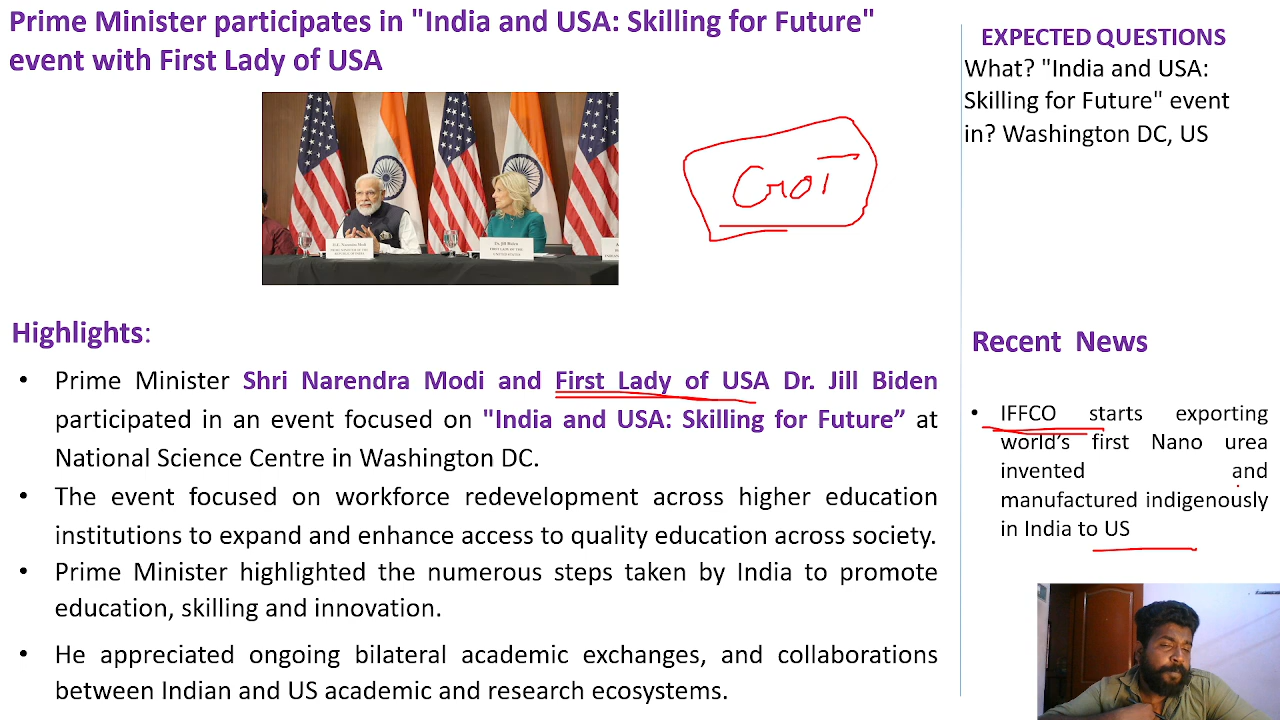 Prime Minister participates in "India and USA: Skilling for Future"
event with First Lady of USA
GoI
Highlights:
• Prime Minister Shri Narendra Modi and First Lady of USA Dr. Jill Biden
participated in an event focused on "India and USA: Skilling for Future” at
National Science Centre in Washington DC.
• The event focused on workforce redevelopment across higher education
institutions to expand and enhance access to quality education across society.
• Prime Minister highlighted the numerous steps taken by India to promote
education, skilling and innovation.
• He appreciated ongoing bilateral academic exchanges, and collaborations
between Indian and US academic and research ecosystems.
EXPECTED QUESTIONS
What? "India and USA:
Skilling for Future" event
in? Washington DC, US
Recent News
• IFFCO starts exporting
world's first Nano urea
invented and
manufactured indigenously
in India to US